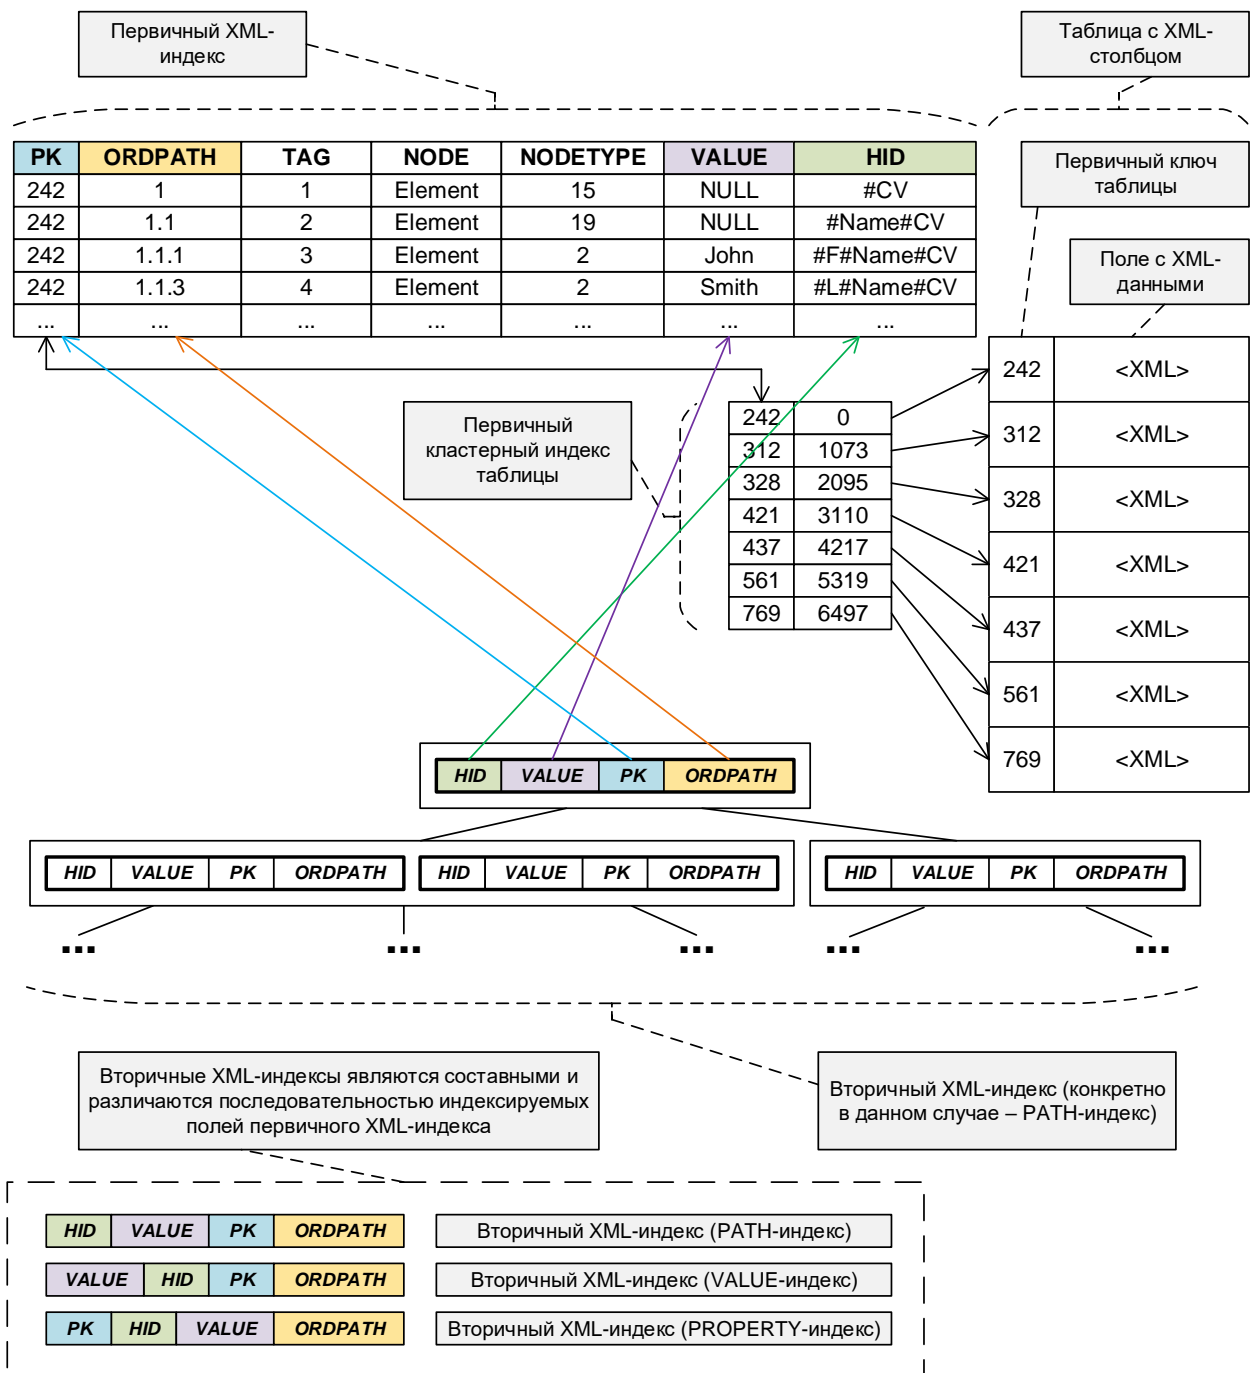 Первичный XML-
индекс
Таблица с XML-
столбцом
PK ORDPATH TAG NODE NODETYPE VALUE HID
242 1 1 Element 15 NULL #CV
242 1.1 2 Element 19 NULL #Name#CV
242 1.1.1 3 Element 2 John #F#Name#CV
242 1.1.3 4 Element 2 Smith #L#Name#CV
... ... ... ... ... ... ...
Первичный ключ
таблицы
Поле с XML-
данными
242 <XML>
312 <XML>
328 <XML>
421 <XML>
437 <XML>
561 <XML>
769 <XML>
Первичный
кластерный индекс
таблицы
242 0
312 1073
328 2095
421 3110
437 4217
561 5319
769 6497
HID VALUE PK ORDPATH
HID VALUE PK ORDPATH HID VALUE PK ORDPATH HID VALUE PK ORDPATH
... ... ... ... ...
Вторичные XML-индексы являются составными и
различаются последовательностью индексируемых
полей первичного XML-индекса
Вторичный XML-индекс (конкретно
в данном случае – PATH-индекс)
HID VALUE PK ORDPATH Вторичный XML-индекс (PATH-индекс)
VALUE HID PK ORDPATH Вторичный XML-индекс (VALUE-индекс)
PK HID VALUE ORDPATH Вторичный XML-индекс (PROPERTY-индекс)